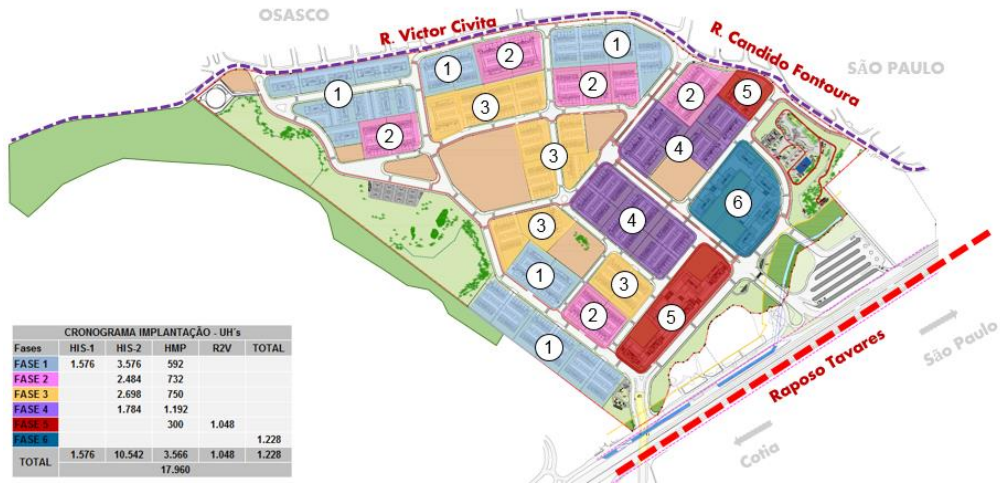 OSASCO
R. Victor Civita
R. Candido Fontoura
SÃO PAULO
1
2
1
1
2
3
2
2
5
4
3
6
4
3
1
3
2
5
1
Raposo Tavares
São Paulo
Cotia
CRONOGRAMA IMPLANTAÇÃO - UH's
Fases HIS-1 HIS-2 HMP R2V TOTAL
FASE 1 1.576 3.576 592
FASE 2 2.484 732
FASE 3 2.698 750
FASE 4 1.784 1.192
FASE 5 300 1.048
FASE 6 1.228
TOTAL 1.576 10.542 3.566 1.048 1.228
17.960